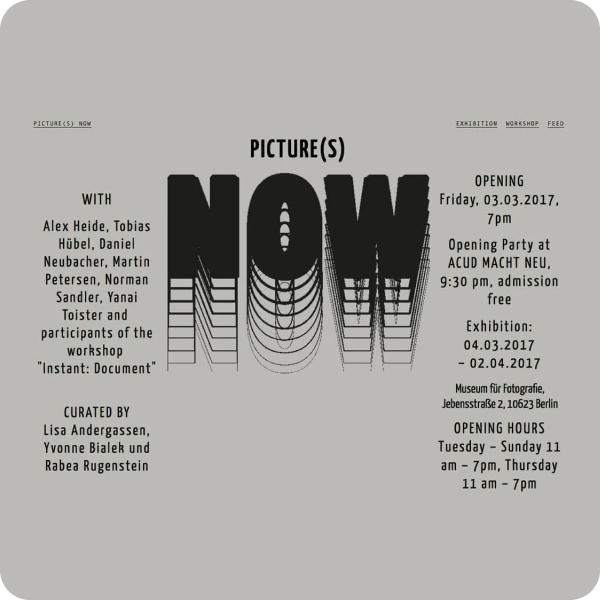 PICTURE(S) NOW
EXHIBITION WORKSHOP FEED
PICTURE(S)
NOW
WITH
Alex Heide, Tobias
Hübel, Daniel
Neubacher, Martin
Petersen, Norman
Sandler, Yanai
Toister and
participants of the
workshop
"Instant: Document"
CURATED BY
Lisa Andergassen,
Yvonne Bialek und
Rabea Rugenstein
OPENING
Friday, 03.03.2017,
7pm
Opening Party at
ACUD MACHT NEU,
9:30 pm, admission
free
Exhibition:
04.03.2017
– 02.04.2017
Museum für Fotografie,
Jebensstraße 2, 10623 Berlin
OPENING HOURS
Tuesday – Sunday 11
am – 7pm, Thursday
11 am – 7pm